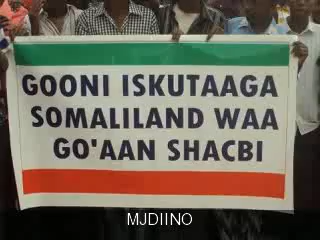 GOONI ISKUTAAGA
SOMALILAND WAA
GO'AAN SHACBI
MJDIINO